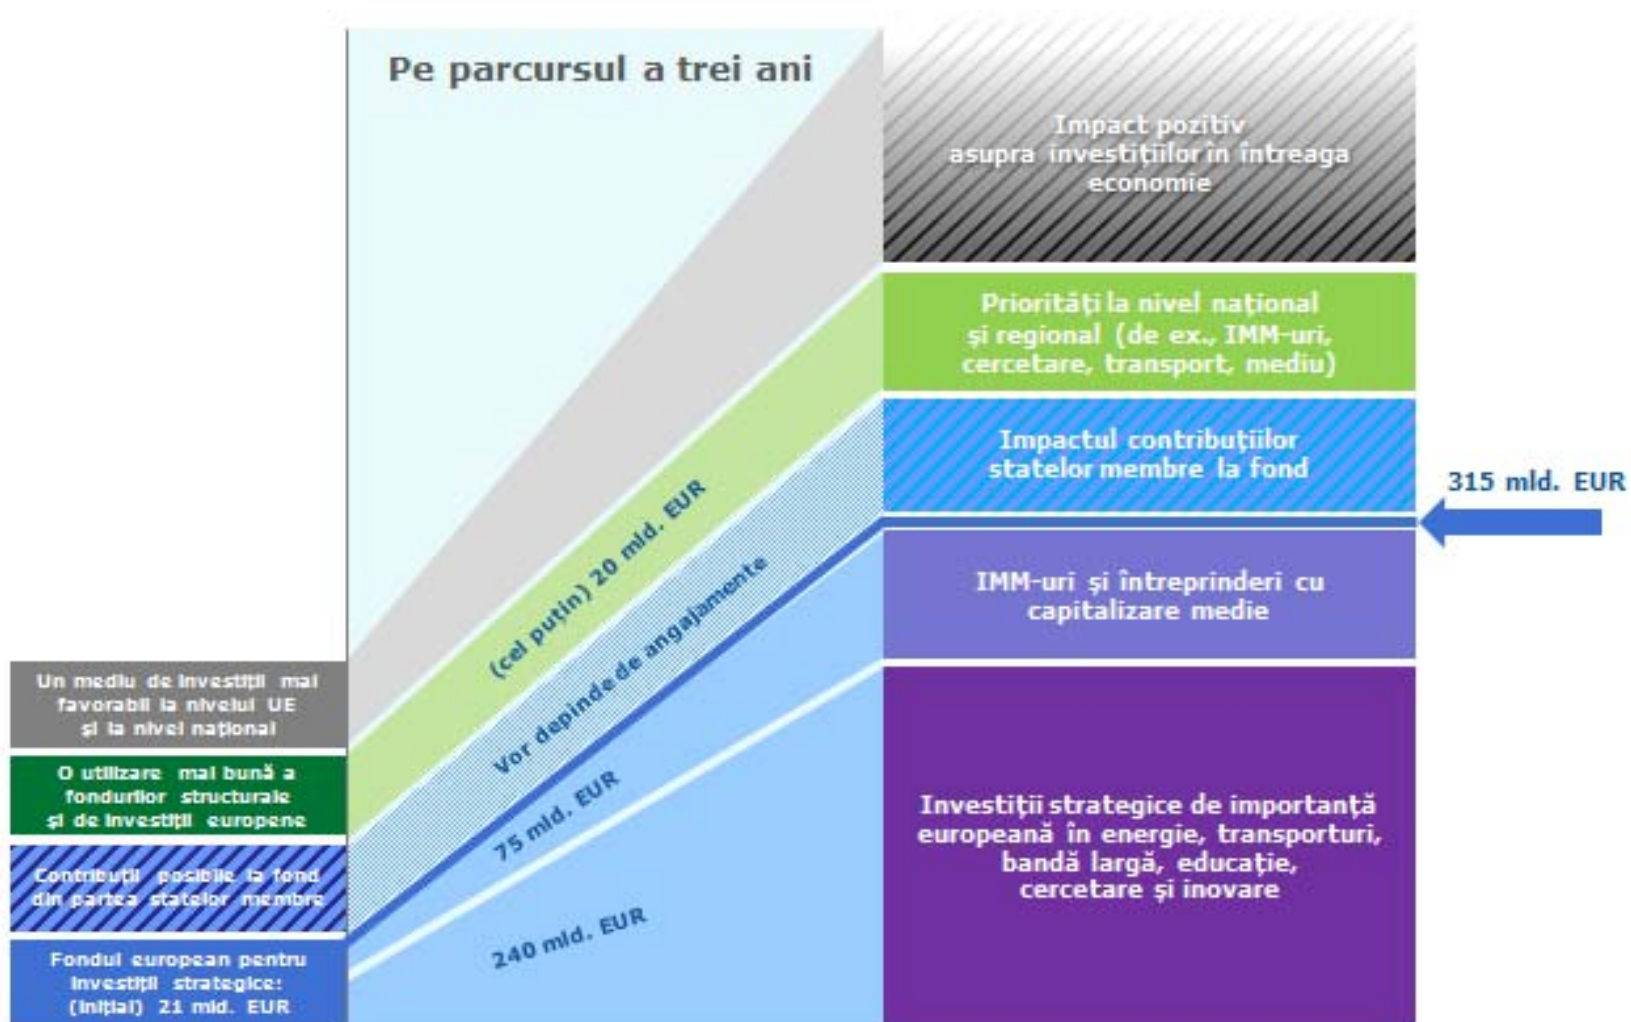 Pe parcursul a trei ani
Impact pozitiv
asupra investițiilor în întreaga
economie
Priorități la nivel național
și regional (de ex., IMM-uri,
cercetare, transport, mediu)
Impactul contribuțiilor
statelor membre la fond
315 mld. EUR
IMM-uri și întreprinderi cu
capitalizare medie
Investiții strategice de importanță
europeană în energie, transporturi,
bandă largă, educație,
cercetare și inovare
(cel puțin) 20 mld. EUR
Vor depinde de angajamente
75 mld. EUR
240 mld. EUR
Un mediu de investiții mai
favorabil la nivelul UE
și la nivel național
O utilizare mai bună a
fondurilor structurale
și de investiții europene
Contribuții posibile la fond
din partea statelor membre
Fondul european pentru
investiții strategice:
(inițial) 21 mld. EUR